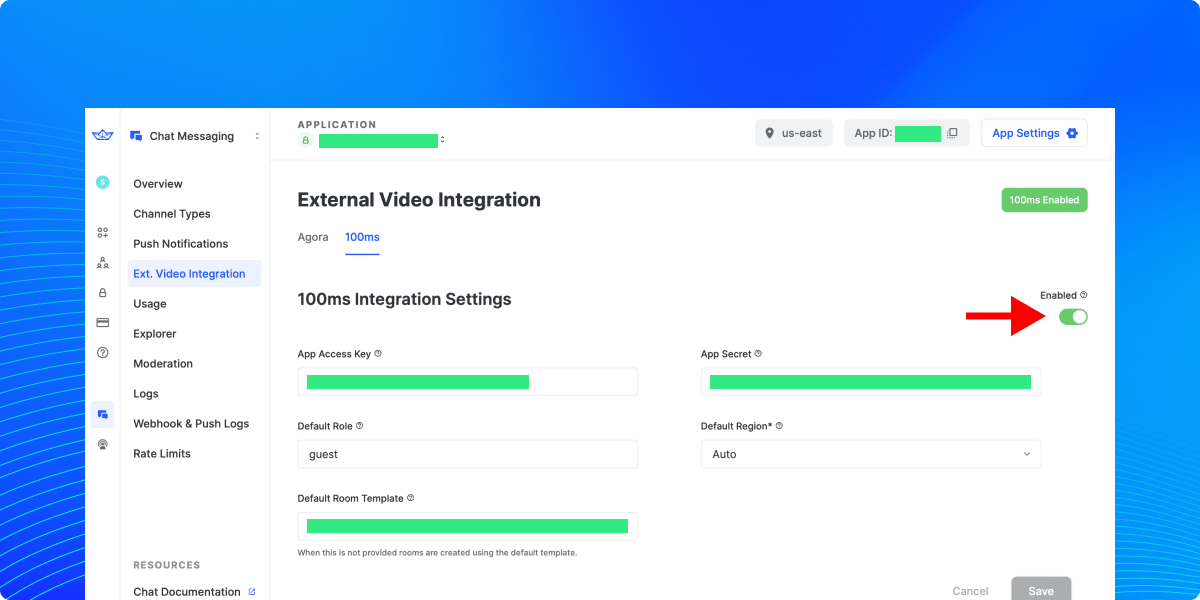 Chat Messaging
S
Overview
Channel Types
Push Notifications
Ext. Video Integration
Usage
Explorer
Moderation
Logs
Webhook & Push Logs
Rate Limits
RESOURCES
Chat Documentation
APPLICATION
us-east
App ID:
App Settings
External Video Integration
100ms Enabled
Agora
100ms
100ms Integration Settings
Enabled
App Access Key
App Secret
Default Role
guest
Default Region*
Auto
Default Room Template
When this is not provided rooms are created using the default template.
Cancel
Save